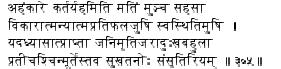 अहंकारे कर्तर्यहमिति मतिं मुञ्च सहसा
विकारात्मन्यात्मप्रतिफलजुषि स्वस्थितिमुषि ।
यदध्यासात्प्राप्ता जनिमृतिजरादुःखबहुला
प्रतीचश्चिन्मूर्तेस्तव सुखतनोः संसृतिरियम् ॥ ३०५ ॥